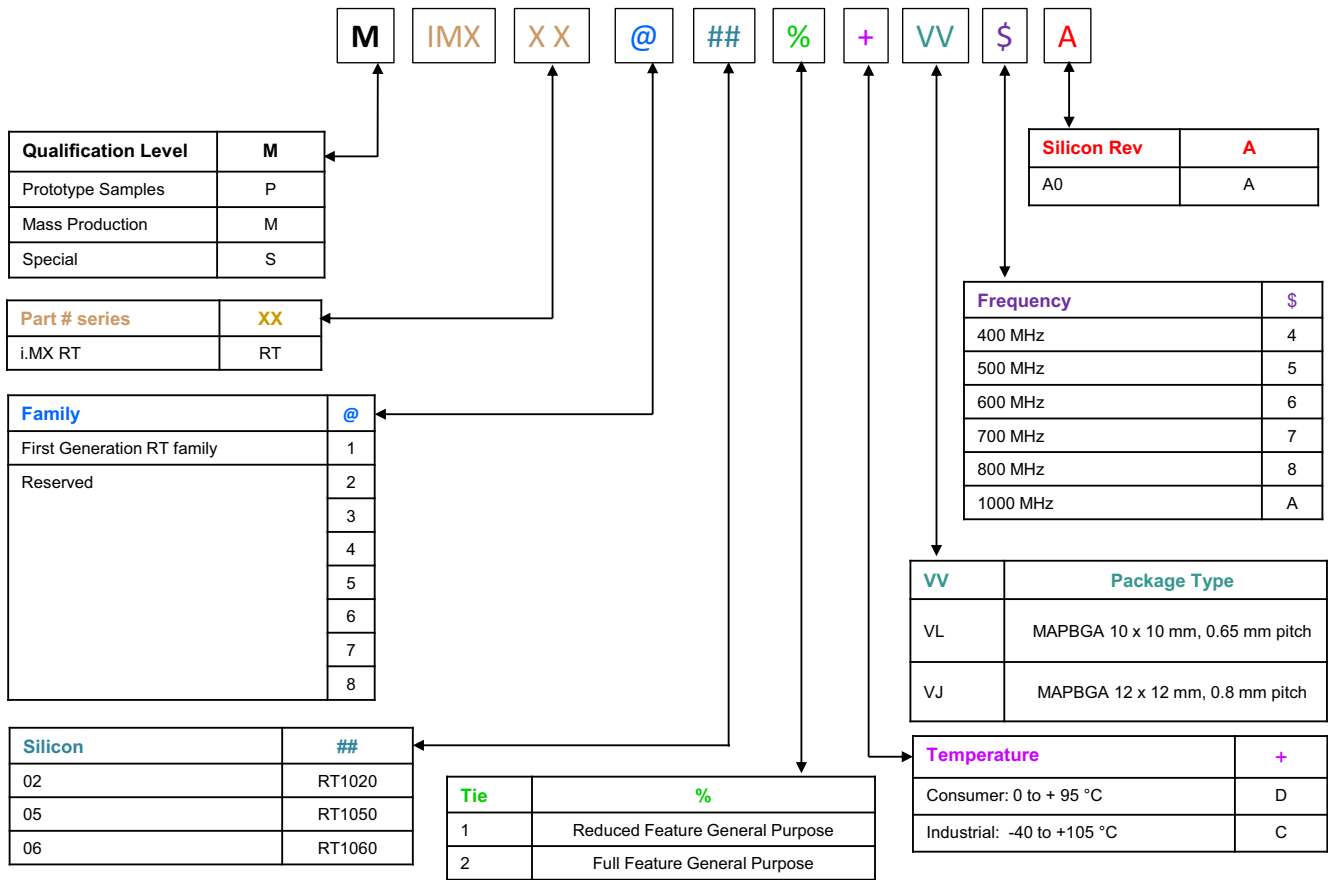 M IMX X X @ ## % + VV $ A
Qualification Level M
Prototype Samples P
Mass Production M
Special S
Part # series XX
i.MX RT RT
Family @
First Generation RT family 1
Reserved 2
3
4
5
6
7
8
Silicon ##
02 RT1020
05 RT1050
06 RT1060
Tie %
1 Reduced Feature General Purpose
2 Full Feature General Purpose
Silicon Rev A
A0 A
Frequency $
400 MHz 4
500 MHz 5
600 MHz 6
700 MHz 7
800 MHz 8
1000 MHz A
VV Package Type
VL MAPBGA 10 x 10 mm, 0.65 mm pitch
VJ MAPBGA 12 x 12 mm, 0.8 mm pitch
Temperature +
Consumer: 0 to + 95 °C D
Industrial: -40 to +105 °C C